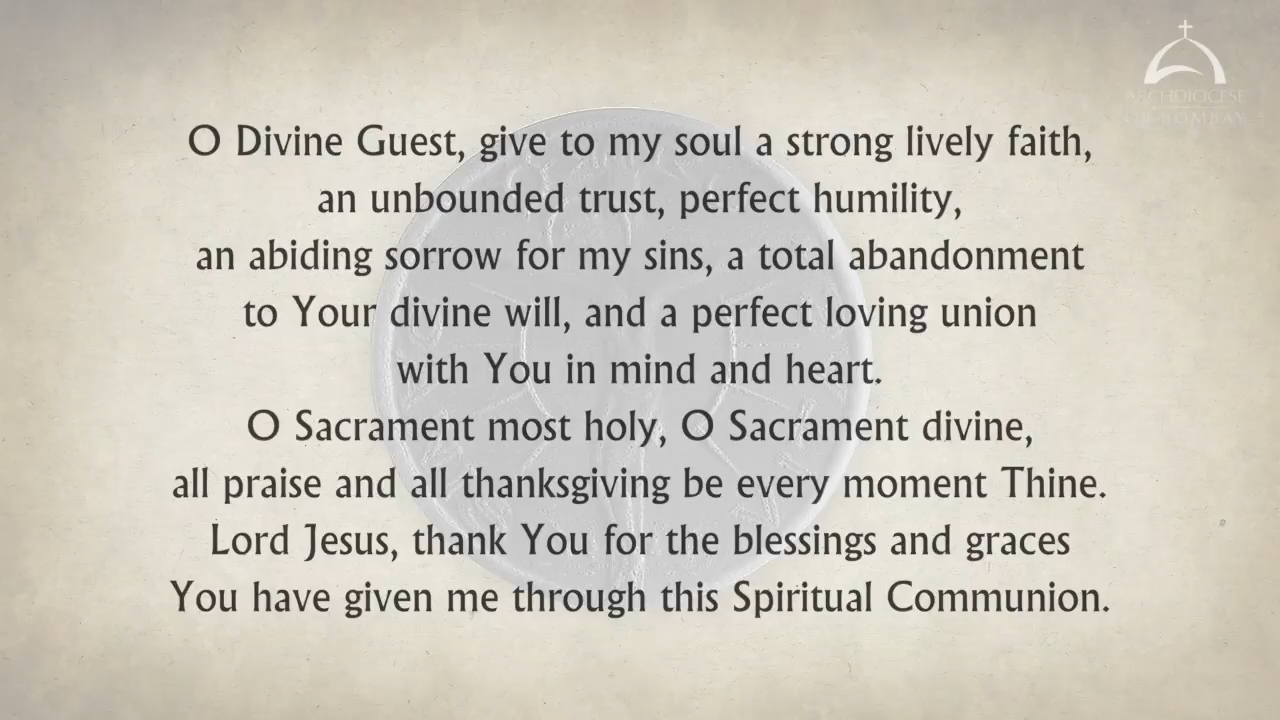 ARCHDIOCESE
OF BOMBAY
O Divine Guest, give to my soul a strong lively faith,
an unbounded trust, perfect humility,
an abiding sorrow for my sins, a total abandonment
to Your divine will, and a perfect loving union
with You in mind and heart.
O Sacrament most holy, O Sacrament divine,
all praise and all thanksgiving be every moment Thine.
Lord Jesus, thank You for the blessings and graces
You have given me through this Spiritual Communion.